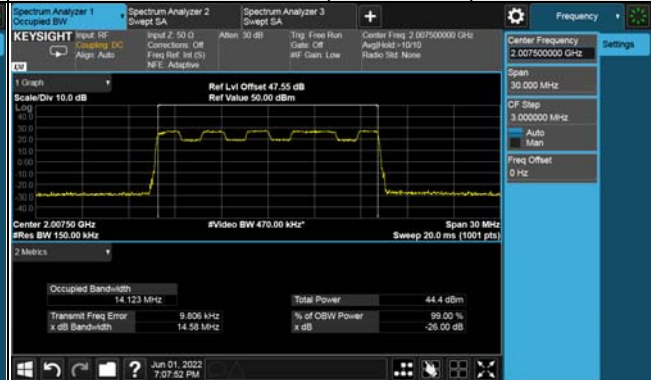 Spectrum Analyzer 1
Occupied BW
Spectrum Analyzer 2
Swept SA
Spectrum Analyzer 3
Swept SA
+
Frequency
KEYSIGHT
Input: RF
Coupling: DC
Align: Auto
Input Z: 50 Ω
Corrections: Off
Freq Ref: Int (S)
NFE: Adaptive
Atten: 30 dB
Trig: Free Run
Gate: Off
#IF Gain: Low
Center Freq: 2.007500000 GHz
Avg|Hold:>10/10
Radio Std: None
LXI
1 Graph
Scale/Div 10.0 dB
Ref Lvl Offset 47.55 dB
Ref Value 50.00 dBm
Log
40.0
30.0
20.0
10.0
0.00
-10.0
-20.0
-30.0
-40.0
Center 2.00750 GHz
#Res BW 150.00 kHz
#Video BW 470.00 kHz*
Span 30 MHz
Sweep 20.0 ms (1001 pts)
2 Metrics
Occupied Bandwidth
14.123 MHz
Total Power 44.4 dBm
Transmit Freq Error 9.806 kHz
% of OBW Power 99.00 %
x dB Bandwidth 14.58 MHz
x dB -26.00 dB
Center Frequency
2.007500000 GHz
Settings
Span
30.000 MHz
CF Step
3.000000 MHz
Auto
Man
Freq Offset
0 Hz
?
Jun 01, 2022
7:07:52 PM